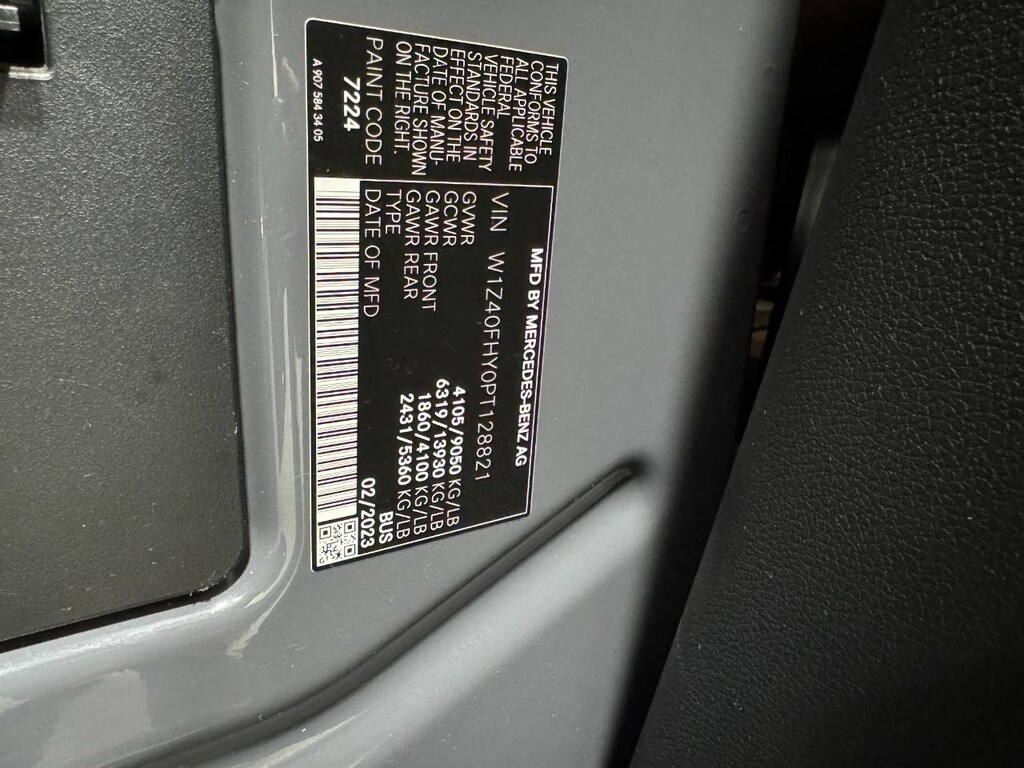 THIS VEHICLE
CONFORMS TO
ALL APPLICABLE
FEDERAL
VEHICLE SAFETY
STANDARDS IN
EFFECT ON THE
DATE OF MANU-
FACTURE SHOWN
ON THE RIGHT.
PAINT CODE
7224
A 907 584 34 05
MFD BY MERCEDES-BENZ AG
VIN W1Z40FHY0PT128821
GVWR 4105/9050 KG/LB
GCWR 6319/13930 KG/LB
GAWR FRONT 1860/4100 KG/LB
GAWR REAR 2431/5360 KG/LB
TYPE BUS
DATE OF MFD 02/2023